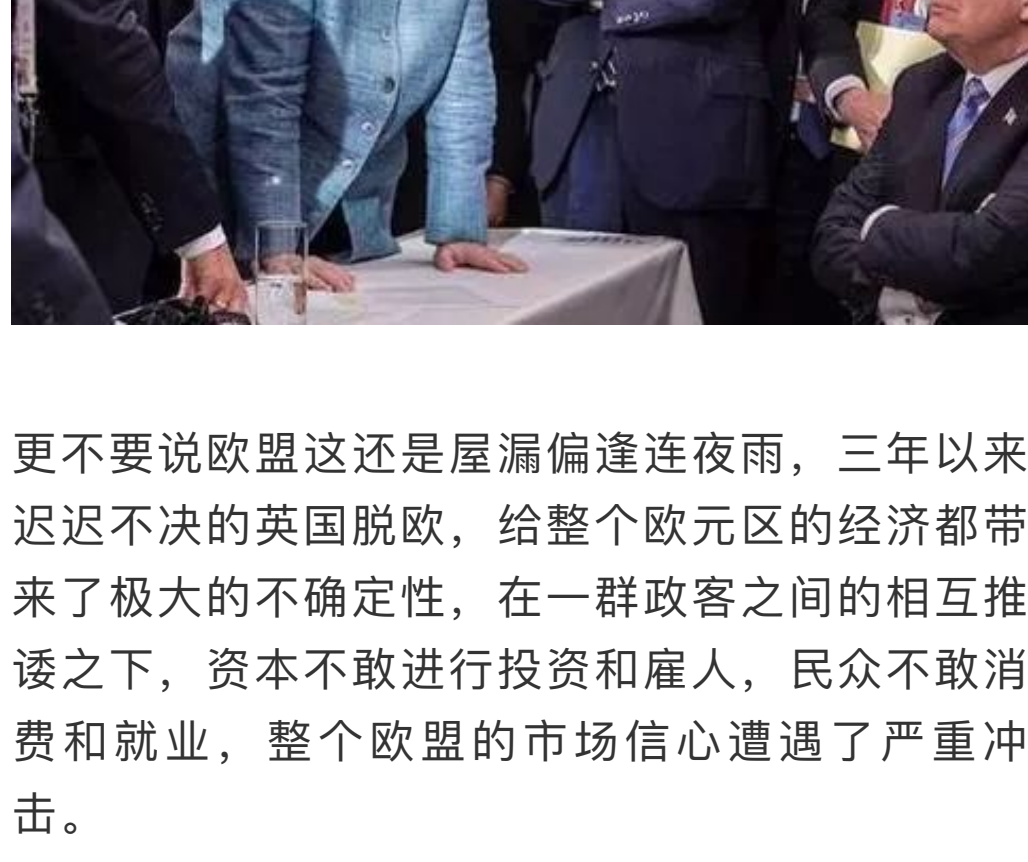 更不要说欧盟这还是屋漏偏逢连夜雨，三年以来
迟迟不决的英国脱欧，给整个欧元区的经济都带
来了极大的不确定性，在一群政客之间的相互推
诿之下，资本不敢进行投资和雇人，民众不敢消
费和就业，整个欧盟的市场信心遭遇了严重冲
击。